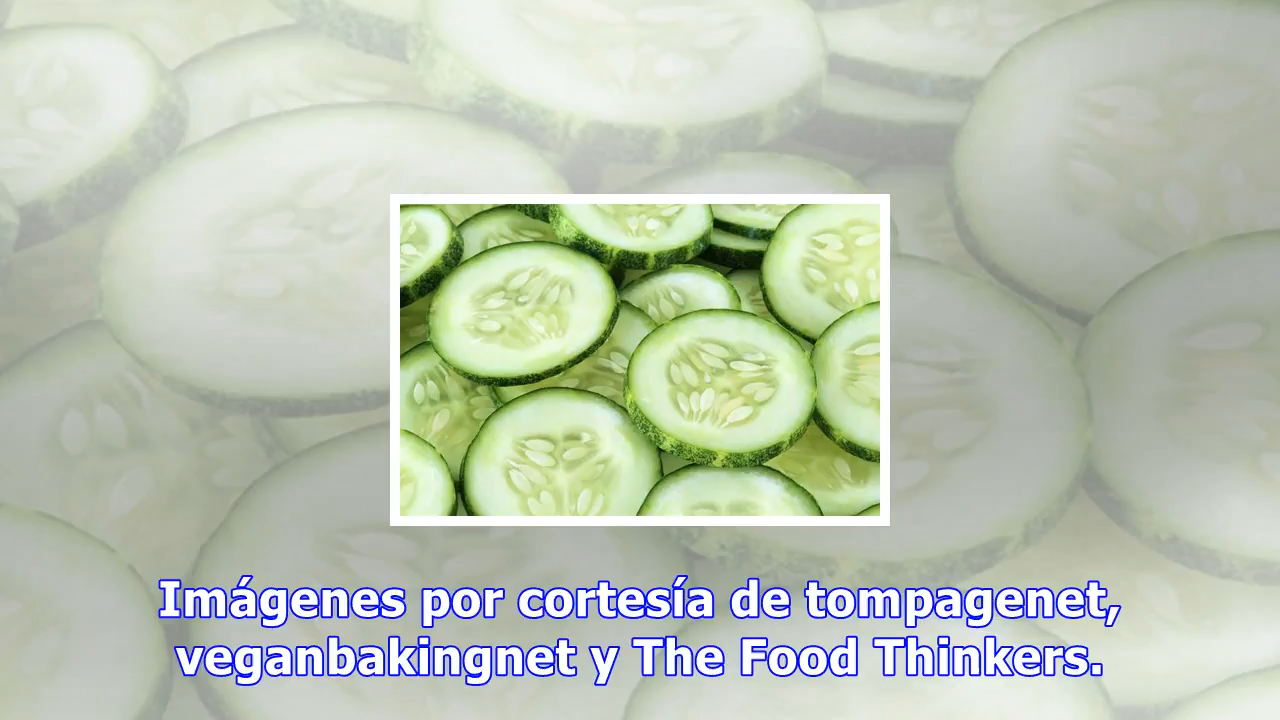 Imágenes por cortesía de tompagenet,
veganbakingnet y The Food Thinkers.